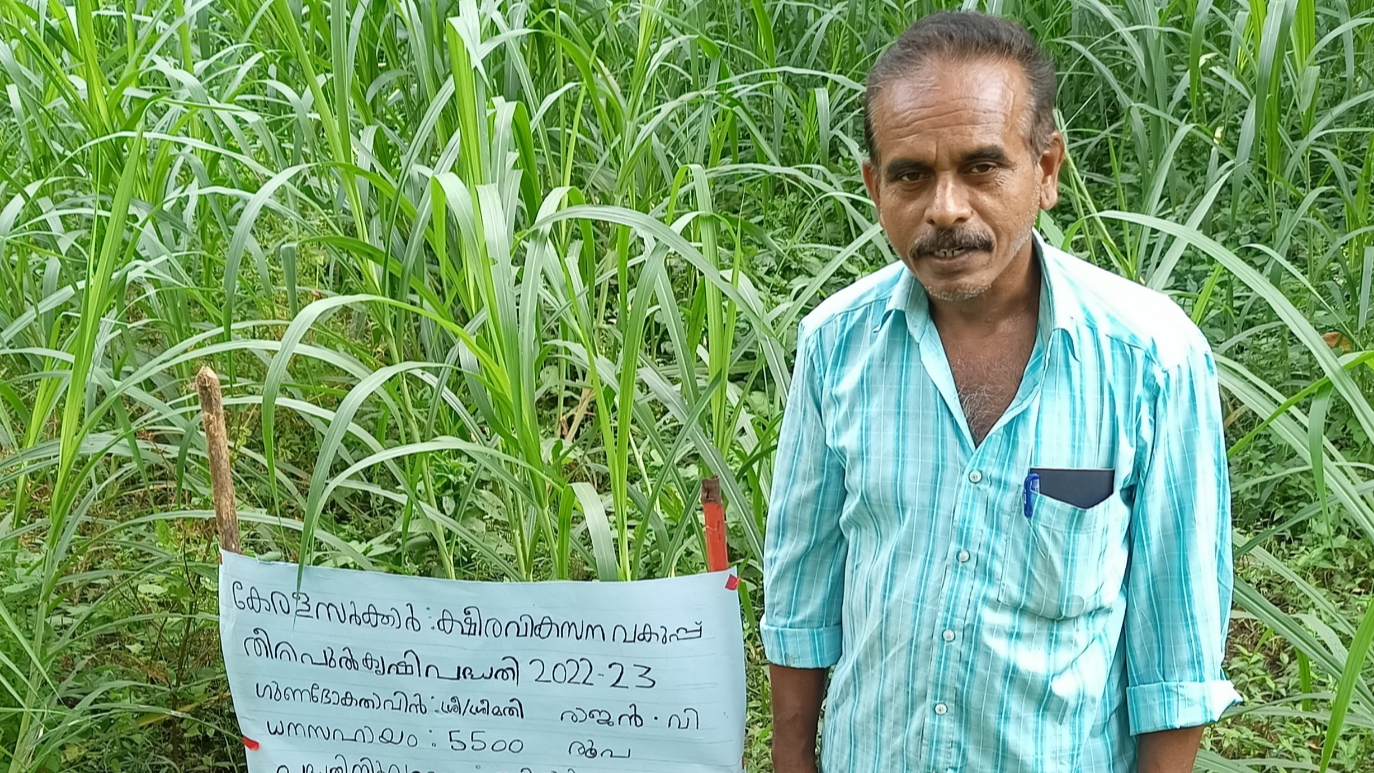 കേരളസർക്കാർ : ക്ഷീരവികസന വകുപ്പ്
തീറ്റപുൽകൃഷിപദ്ധതി 2022-23
ഗുണഭോക്താവിൻ : ശ്രീ/ശ്രീമതി രാജൻ . വി
ധനസഹായം : 5500 രൂപ